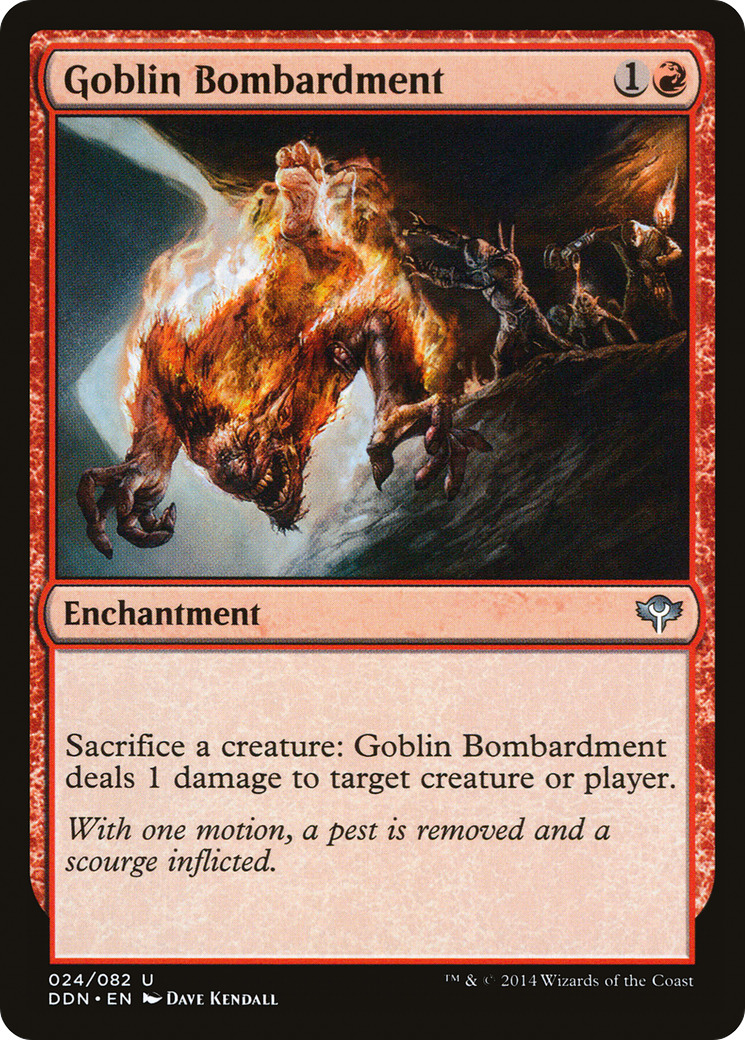 Goblin Bombardment
1
Enchantment
Sacrifice a creature: Goblin Bombardment
deals 1 damage to target creature or player.
With one motion, a pest is removed and a
scourge inflicted.
024/082 U
DDN • EN Dave Kendall
™ & © 2014 Wizards of the Coast